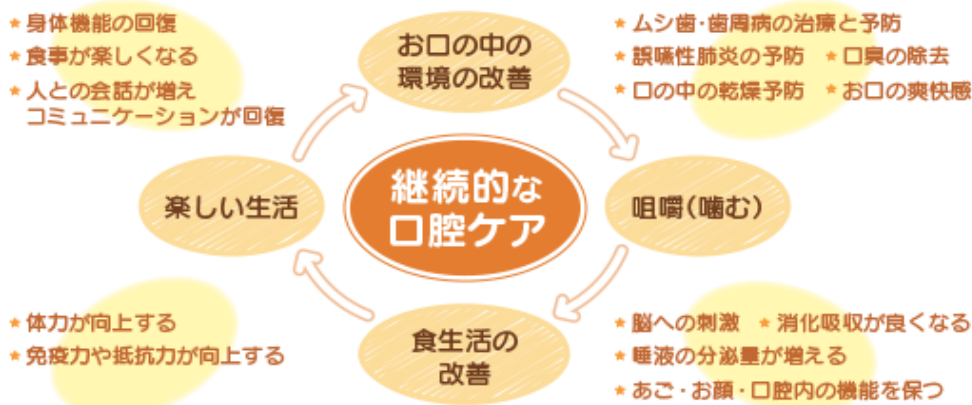 ★ 身体機能の回復
★ 食事が楽しくなる
★ 人との会話が増え
コミュニケーションが回復
お口の中の
環境の改善
★ ムシ歯・歯周病の治療と予防
★ 誤嚥性肺炎の予防 ★ 口臭の除去
★ 口の中の乾燥予防 ★ お口の爽快感
楽しい生活
継続的な
口腔ケア
咀嚼(噛む)
★ 体力が向上する
★ 免疫力や抵抗力が向上する
食生活の
改善
★ 脳への刺激 ★ 消化吸収が良くなる
★ 唾液の分泌量が増える
★ あご・お顔・口腔内の機能を保つ